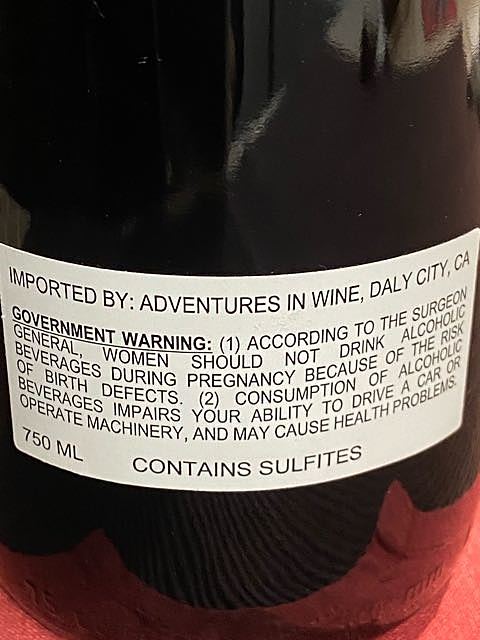 IMPORTED BY: ADVENTURES IN WINE, DALY CITY, CA
GOVERNMENT WARNING: (1) ACCORDING TO THE SURGEON
GENERAL, WOMEN SHOULD NOT DRINK ALCOHOLIC
BEVERAGES DURING PREGNANCY BECAUSE OF THE RISK
OF BIRTH DEFECTS. (2) CONSUMPTION OF ALCOHOLIC
BEVERAGES IMPAIRS YOUR ABILITY TO DRIVE A CAR OR
OPERATE MACHINERY, AND MAY CAUSE HEALTH PROBLEMS.
750 ML
CONTAINS SULFITES